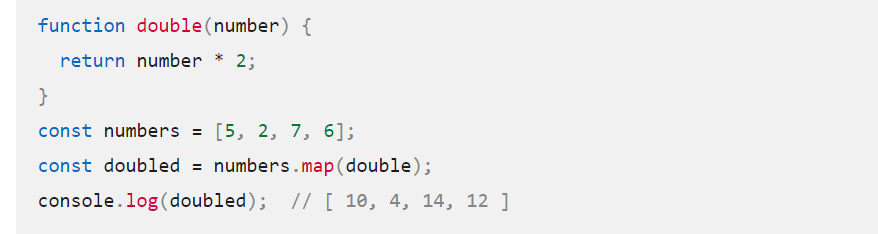 function double(number) {
  return number * 2;
}
const numbers = [5, 2, 7, 6];
const doubled = numbers.map(double);
console.log(doubled);  // [ 10, 4, 14, 12 ]